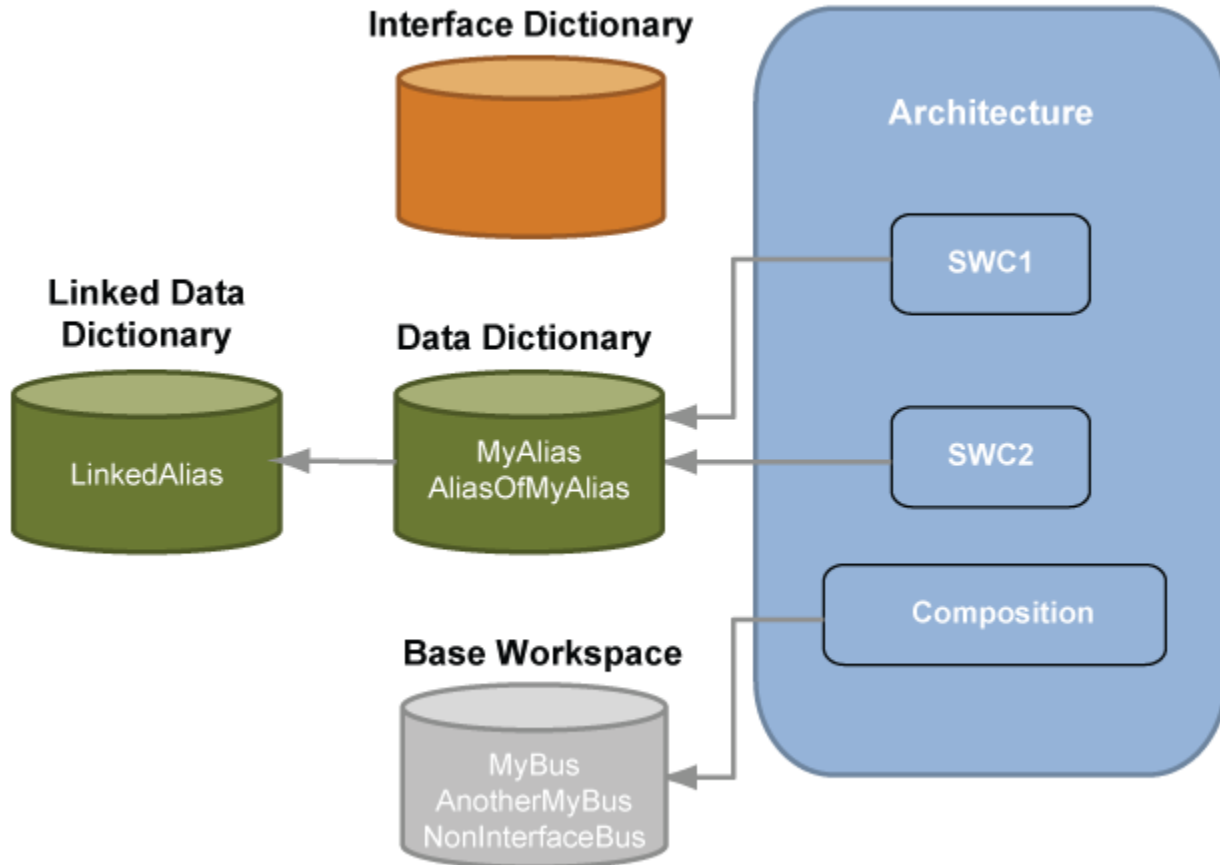 Interface Dictionary
Architecture
SWC1
Linked Data
Dictionary
Data Dictionary
LinkedAlias
MyAlias
AliasOfMyAlias
SWC2
Composition
Base Workspace
MyBus
AnotherMyBus
NonInterfaceBus